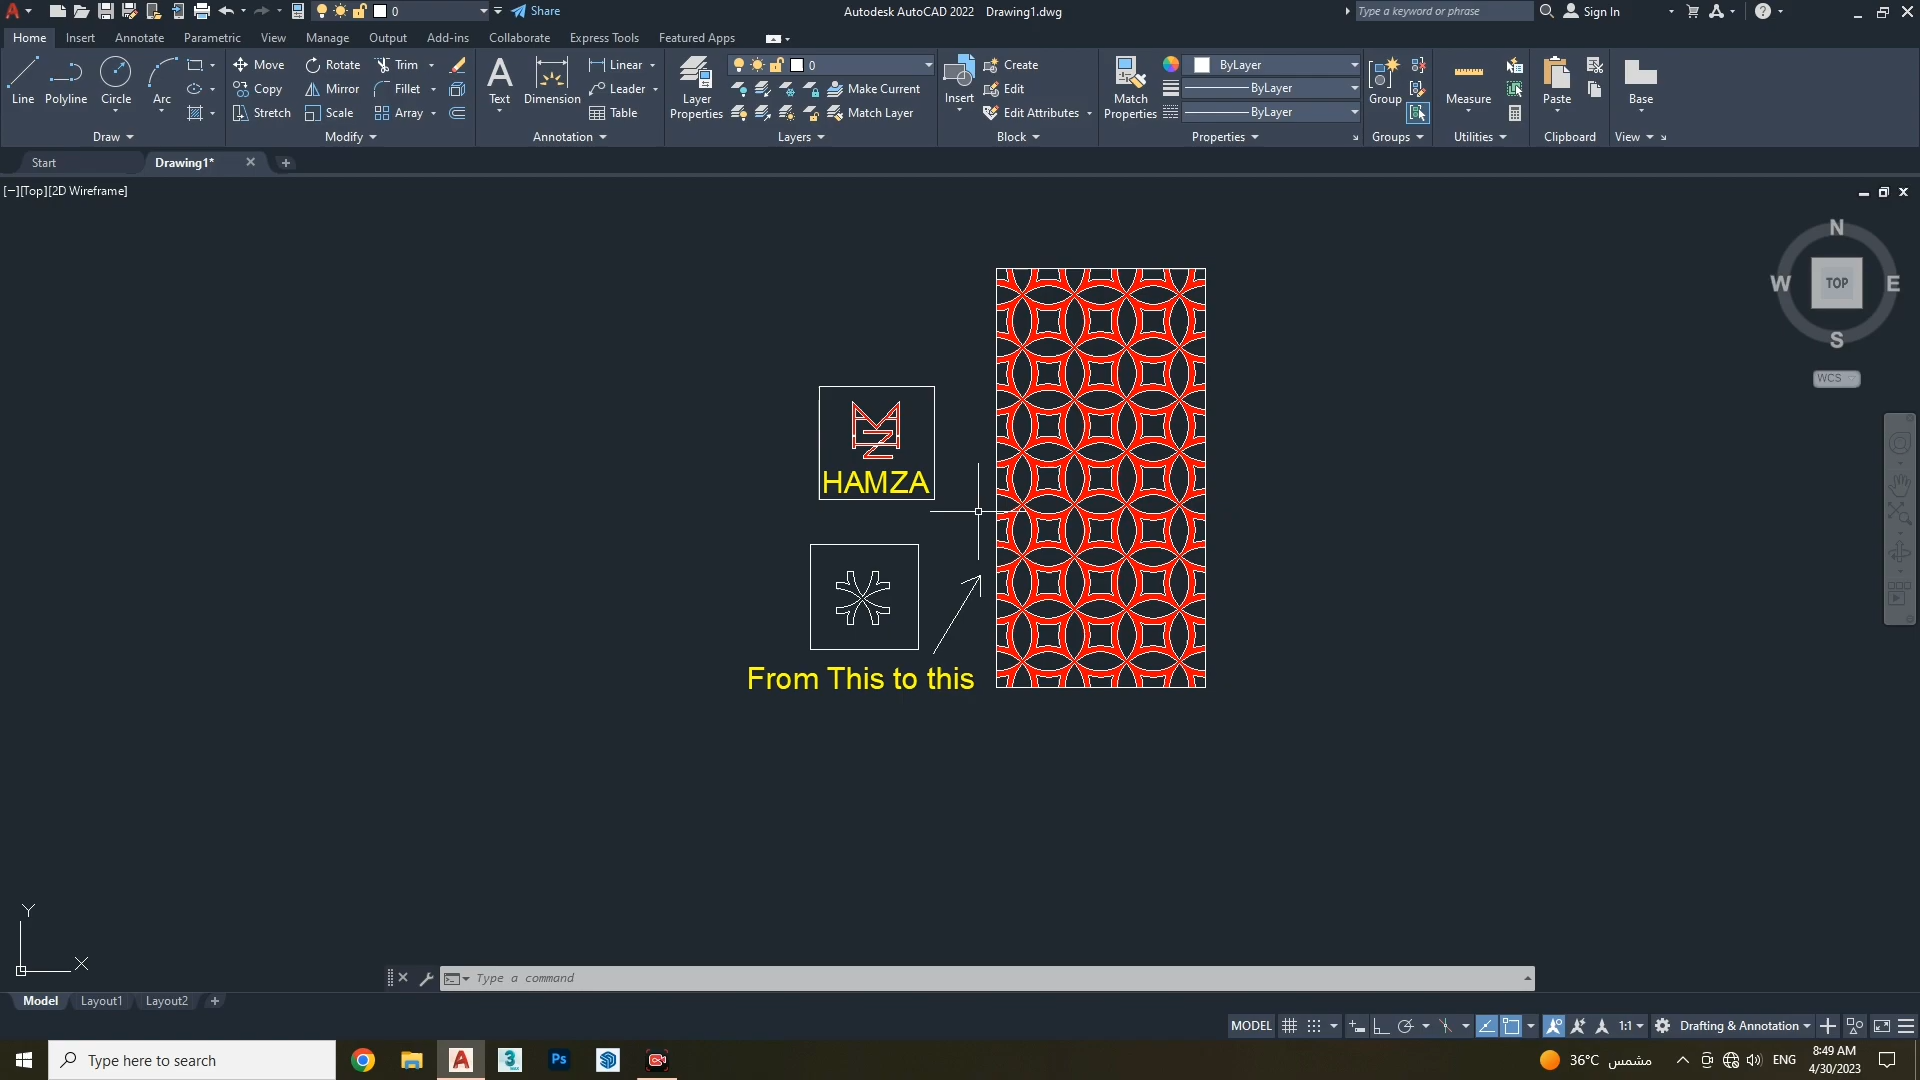 0
Share
Autodesk AutoCAD 2022 Drawing1.dwg
Type a keyword or phrase
Sign In
Home Insert Annotate Parametric View Manage Output Add-ins Collaborate Express Tools Featured Apps
Line
Polyline
Circle
Arc
Draw
Move
Rotate
Trim
Copy
Mirror
Fillet
Stretch
Scale
Array
Modify
Text
Dimension
Linear
Leader
Table
Annotation
Layer
Properties
0
Make Current
Match Layer
Layers
Insert
Create
Edit
Edit Attributes
Block
Match
Properties
ByLayer
ByLayer
ByLayer
Properties
Group
Groups
Measure
Utilities
Paste
Clipboard
Base
View
Start
Drawing1*
[−][Top][2D Wireframe]
N
W
TOP
E
S
WCS
HAMZA
From This to this
Y
X
Type a command
Model Layout1 Layout2
MODEL
1:1
Drafting & Annotation
Type here to search
36°C مشمس
ENG
8:49 AM
4/30/2023